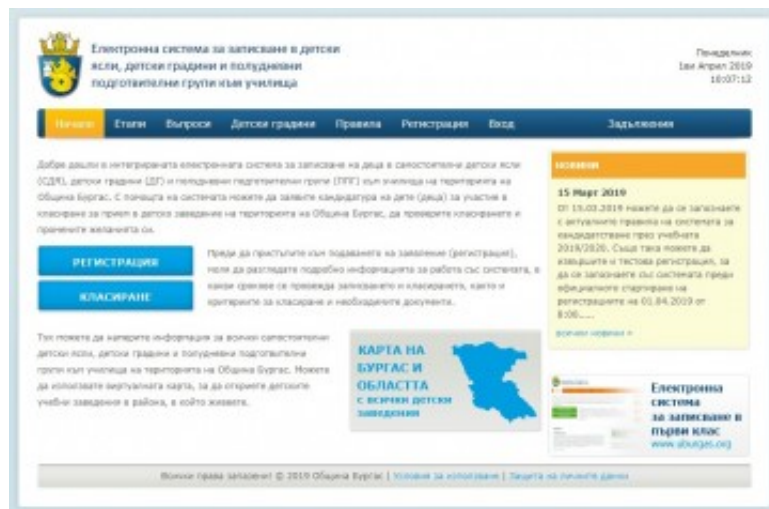 Електронна система за записване в детски
ясли, детски градини и полудневни
подготвителни групи към училища
Понеделник
1ви Април 2019
10:07:12
Начало Етапи Въпроси Детски градини Правила Регистрация Вход Задължения
Добре дошли в интегрираната електронната система за записване на деца в самостоятелни детски ясли
(СДЯ), детски градини (ДГ) и полудневни подготвителни групи (ППГ) към училища на територията на
Община Бургас. С помощта на системата можете да заявите кандидатура на дете (деца) за участие в
класиране за прием в детско заведение на територията на Община Бургас, да проверите класирането и
промените желанията си.
РЕГИСТРАЦИЯ
КЛАСИРАНЕ
Преди да пристъпите към подаването на заявление (регистрация),
моля да разгледате подробно информацията за работа със системата, в
какви срокове се провежда записването и класирането, както и
критериите за класиране и необходимите документи.
Тук можете да намерите информация за всички самостоятелни
детски ясли, детски градини и полудневни подготвителни
групи към училища на територията на Община Бургас. Можете
да използвате виртуалната карта, за да откриете детските
учебни заведения в района, в който живеете.
КАРТА НА
БУРГАС И
ОБЛАСТТА
с всички детски
заведения
НОВИНИ
15 Март 2019
От 15.03.2019 можете да се запознаете
с актуалните правила на системата за
кандидатстване през учебната
2019/2020. Също така можете да
извършите и тестова регистрация, за
да се запознаете със системата преди
официалното стартиране на
регистрациите на 01.04.2019 от
8:00.....
всички новини »
Електронна
система
за записване в
първи клас
www.uburgas.org
Всички права запазени! © 2019 Община Бургас | Условия за използване | Защита на личните данни